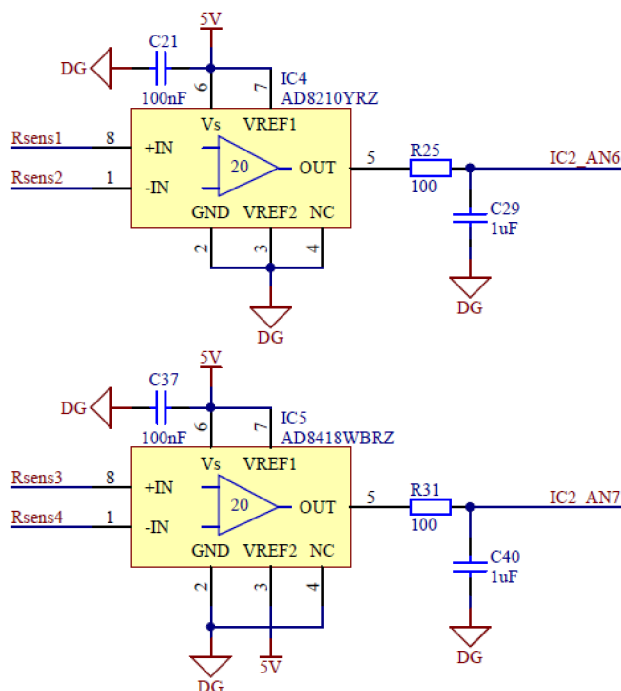 5V
C21
DG
100nF
6
7
IC4
AD8210YRZ
Vs VREF1
Rsens1 8 +IN
20
OUT 5 R25 IC2_AN6
Rsens2 1 -IN
100
GND VREF2 NC
C29
1uF
2 3 4
DG
DG
5V
C37
DG
100nF
6
7
IC5
AD8418WBRZ
Vs VREF1
Rsens3 8 +IN
20
OUT 5 R31 IC2_AN7
Rsens4 1 -IN
100
GND VREF2 NC
C40
1uF
2 3 4
DG
5V
DG